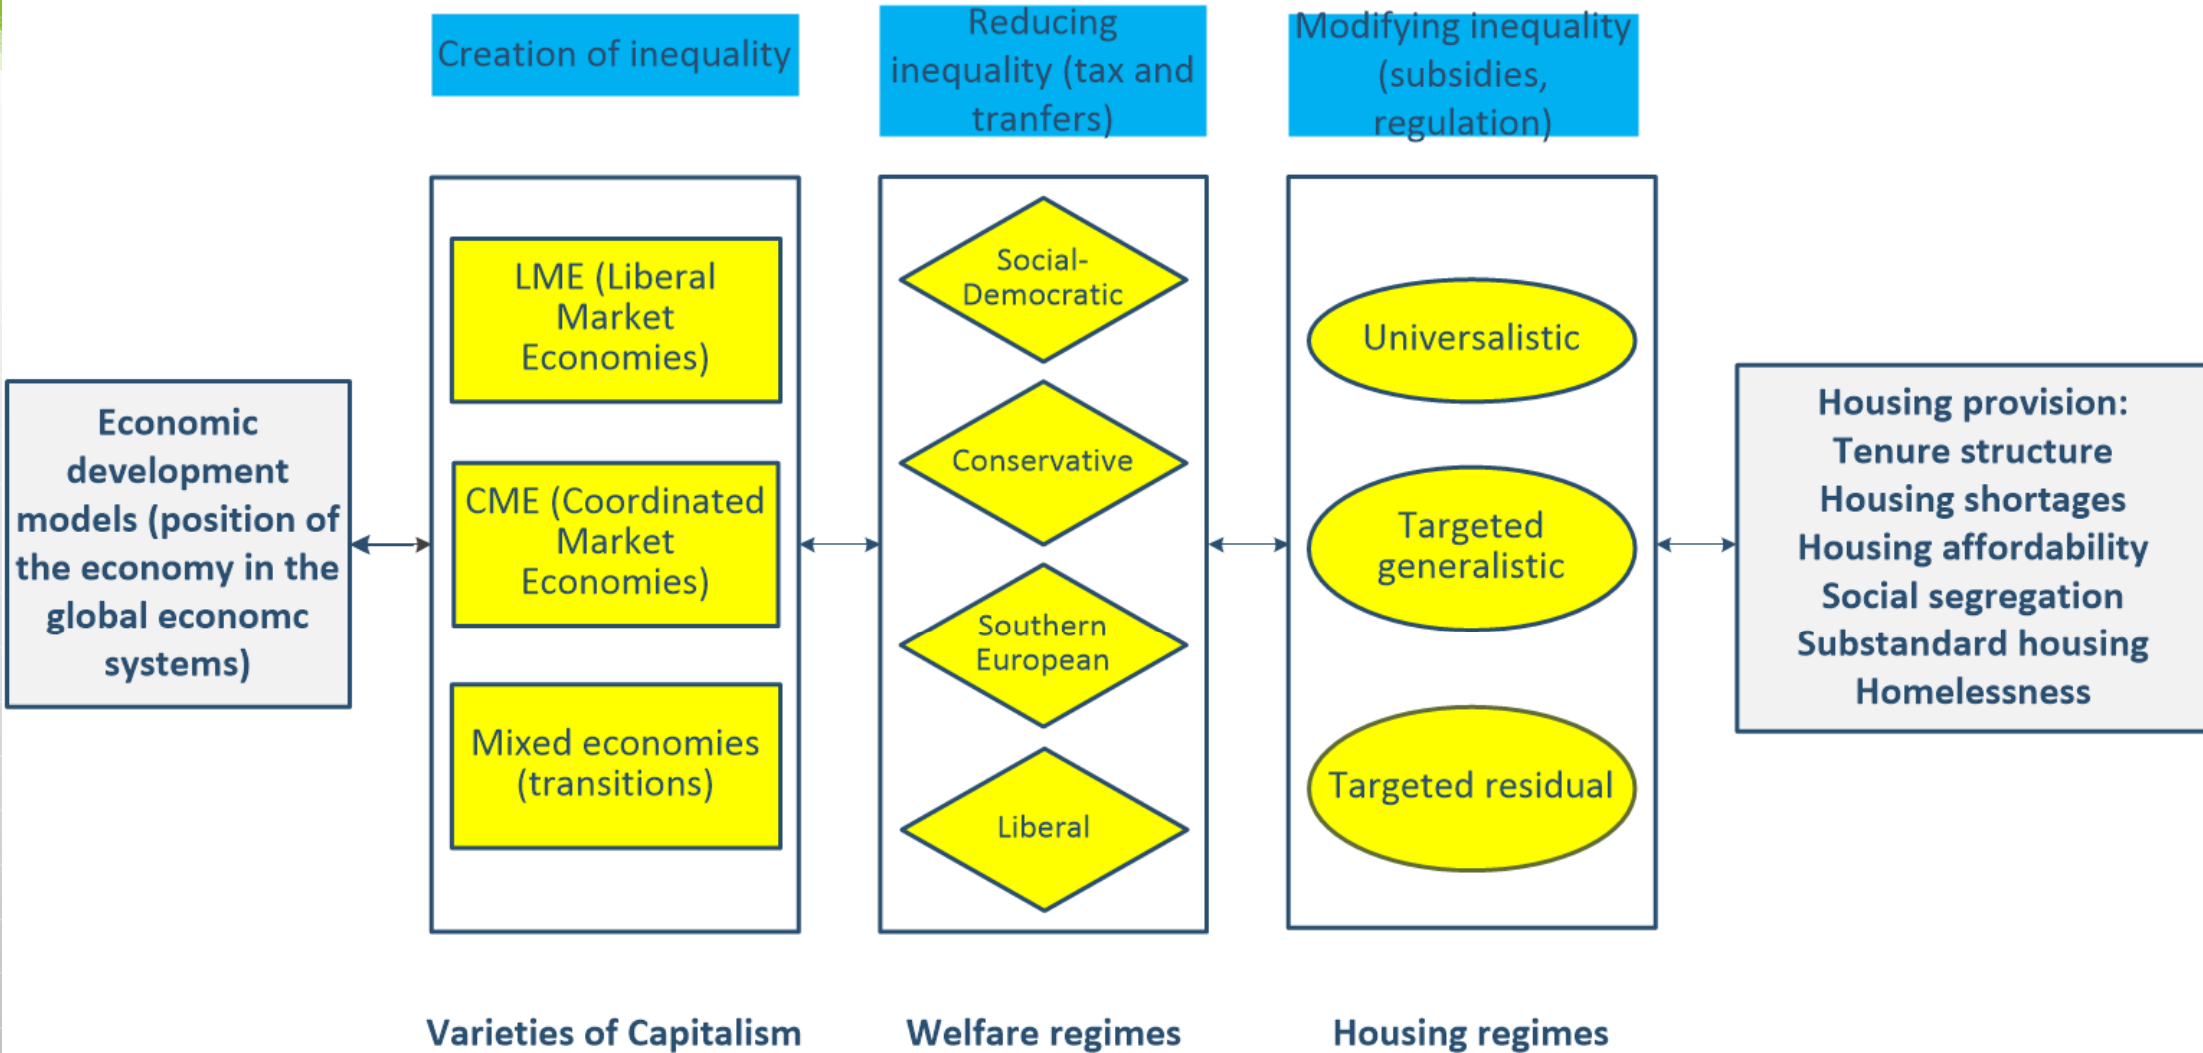 Creation of inequality
Reducing
inequality (tax and
tranfers)
Modifying inequality
(subsidies,
regulation)
Economic
development
models (position of
the economy in the
global economc
systems)
LME (Liberal
Market
Economies)
CME (Coordinated
Market
Economies)
Mixed economies
(transitions)
Social-
Democratic
Conservative
Southern
European
Liberal
Universalistic
Targeted
generalistic
Targeted residual
Housing provision:
Tenure structure
Housing shortages
Housing affordability
Social segregation
Substandard housing
Homelessness
Varieties of Capitalism
Welfare regimes
Housing regimes